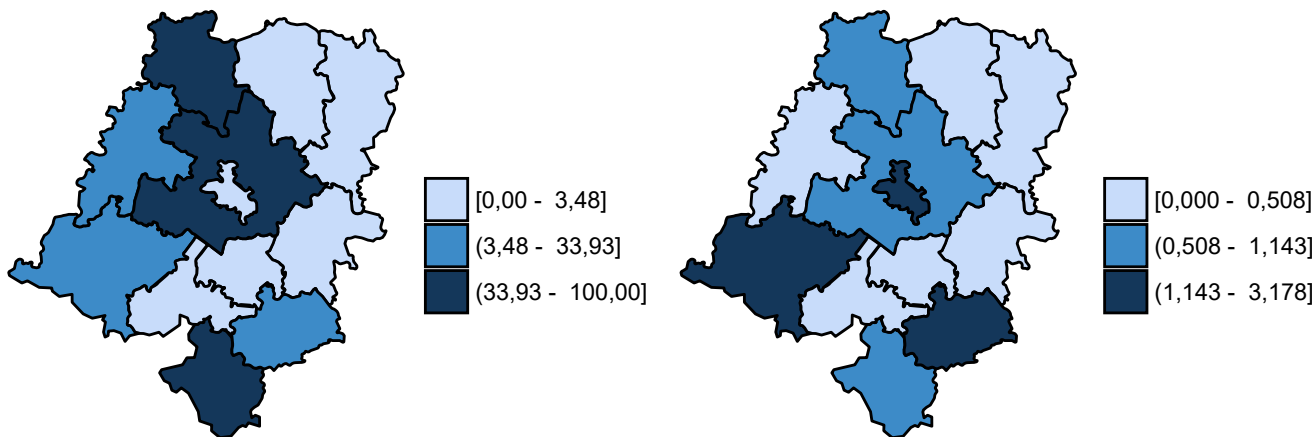 [0,00 - 3,48]
(3,48 - 33,93]
(33,93 - 100,00]
[0,000 - 0,508]
(0,508 - 1,143]
(1,143 - 3,178]